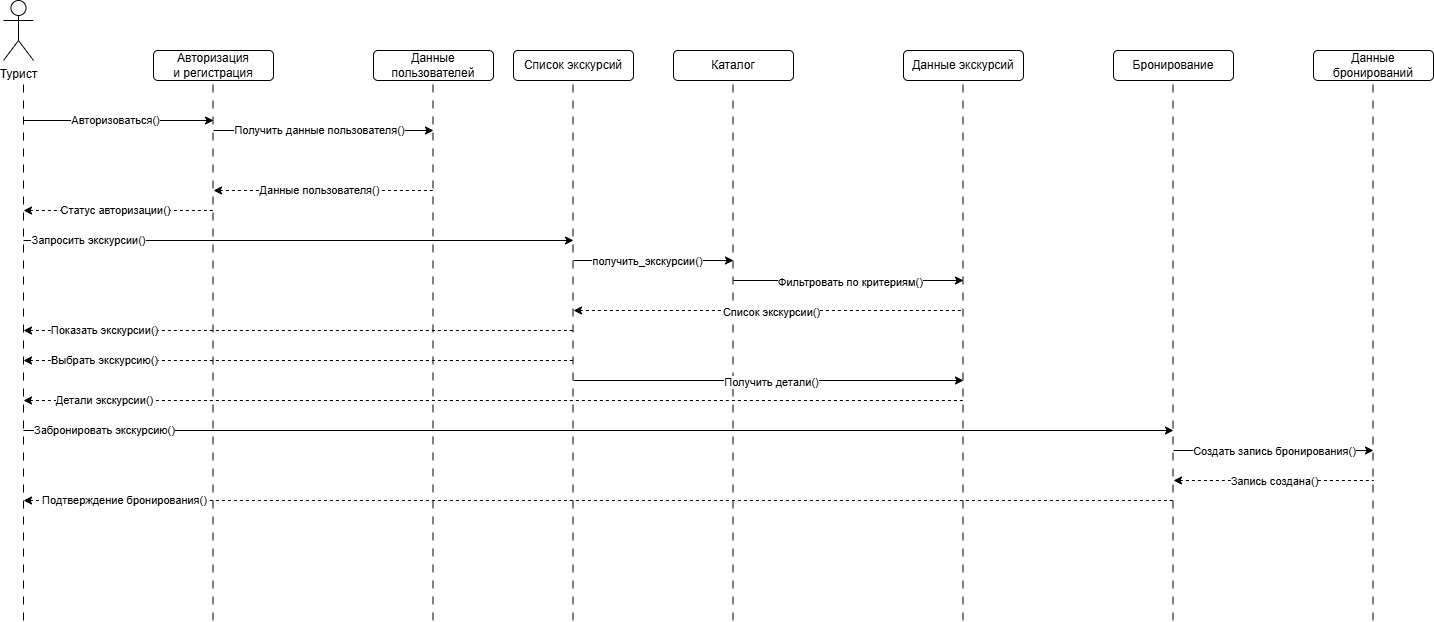 Турист
Авторизация
и регистрация
Данные
пользователей
Список экскурсий
Каталог
Данные экскурсий
Бронирование
Данные
бронирований
Авторизоваться()
Получить данные пользователя()
Данные пользователя()
Статус авторизации()
Запросить экскурсии()
получить_экскурсии()
Фильтровать по критериям()
Список экскурсии()
Показать экскурсии()
Выбрать экскурсию()
Получить детали()
Детали экскурсии()
Забронировать экскурсию()
Создать запись бронирования()
Запись создана()
Подтверждение бронирования()